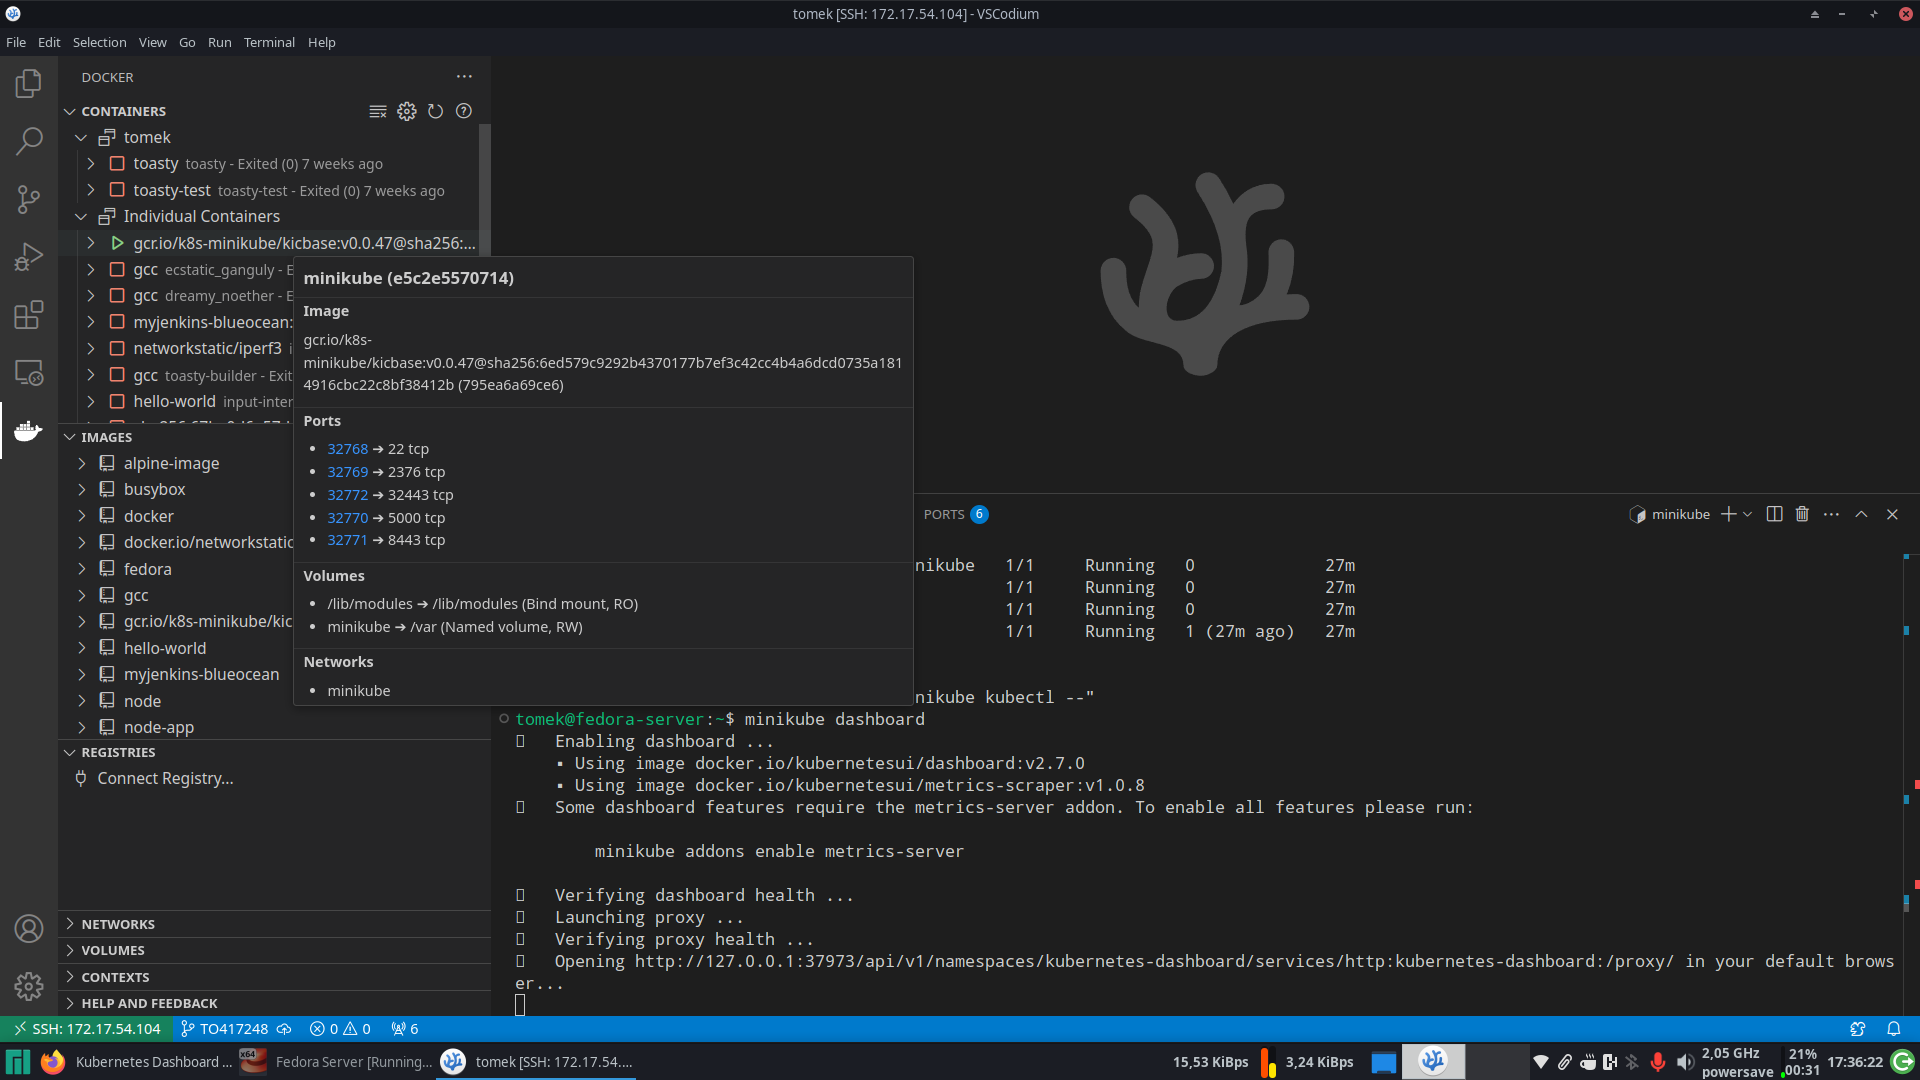 tomek [SSH: 172.17.54.104] - VSCodium
File Edit Selection View Go Run Terminal Help
DOCKER
CONTAINERS
tomek
toasty toasty - Exited (0) 7 weeks ago
toasty-test toasty-test - Exited (0) 7 weeks ago
Individual Containers
gcr.io/k8s-minikube/kicbase:v0.0.47@sha256:...
gcc ecstatic_ganguly - E
gcc dreamy_noether - E
myjenkins-blueocean:
networkstatic/iperf3
gcc toasty-builder - Exit
hello-world input-inter
IMAGES
alpine-image
busybox
docker
docker.io/networkstatic
fedora
gcc
gcr.io/k8s-minikube/kic
hello-world
myjenkins-blueocean
node
node-app
REGISTRIES
Connect Registry...
NETWORKS
VOLUMES
CONTEXTS
HELP AND FEEDBACK
minikube (e5c2e5570714)
Image
gcr.io/k8s-
minikube/kicbase:v0.0.47@sha256:6ed579c9292b4370177b7ef3c42cc4b4a6dcd0735a181
4916cbc22c8bf38412b (795ea6a69ce6)
Ports
• 32768 ➔ 22 tcp
• 32769 ➔ 2376 tcp
• 32772 ➔ 32443 tcp
• 32770 ➔ 5000 tcp
• 32771 ➔ 8443 tcp
Volumes
• /lib/modules ➔ /lib/modules (Bind mount, RO)
• minikube ➔ /var (Named volume, RW)
Networks
• minikube
PORTS 6
minikube
nikube 1/1 Running 0 27m
1/1 Running 0 27m
1/1 Running 0 27m
1/1 Running 1 (27m ago) 27m
nikube kubectl --"
tomek@fedora-server:~$ minikube dashboard
Enabling dashboard ...
▪ Using image docker.io/kubernetesui/dashboard:v2.7.0
▪ Using image docker.io/kubernetesui/metrics-scraper:v1.0.8
Some dashboard features require the metrics-server addon. To enable all features please run:
minikube addons enable metrics-server
Verifying dashboard health ...
Launching proxy ...
Verifying proxy health ...
Opening http://127.0.0.1:37973/api/v1/namespaces/kubernetes-dashboard/services/http:kubernetes-dashboard:/proxy/ in your default brows
er...
SSH: 172.17.54.104 TO417248 0 0 6
Kubernetes Dashboard ... x64 Fedora Server [Running... tomek [SSH: 172.17.54.... 15,53 KiBps 3,24 KiBps 2,05 GHz powersave 21% 00:31 17:36:22